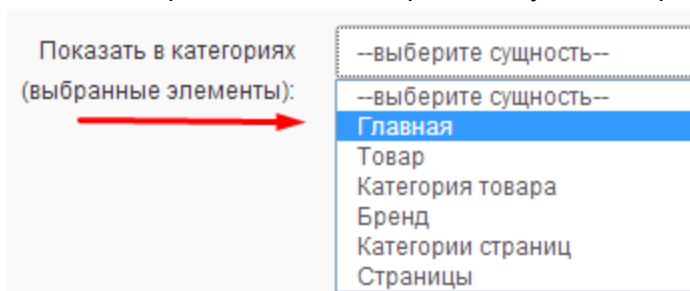 Показать в категориях
(выбранные элементы):
--выберите сущность--
--выберите сущность--
Главная
Товар
Категория товара
Бренд
Категории страниц
Страницы